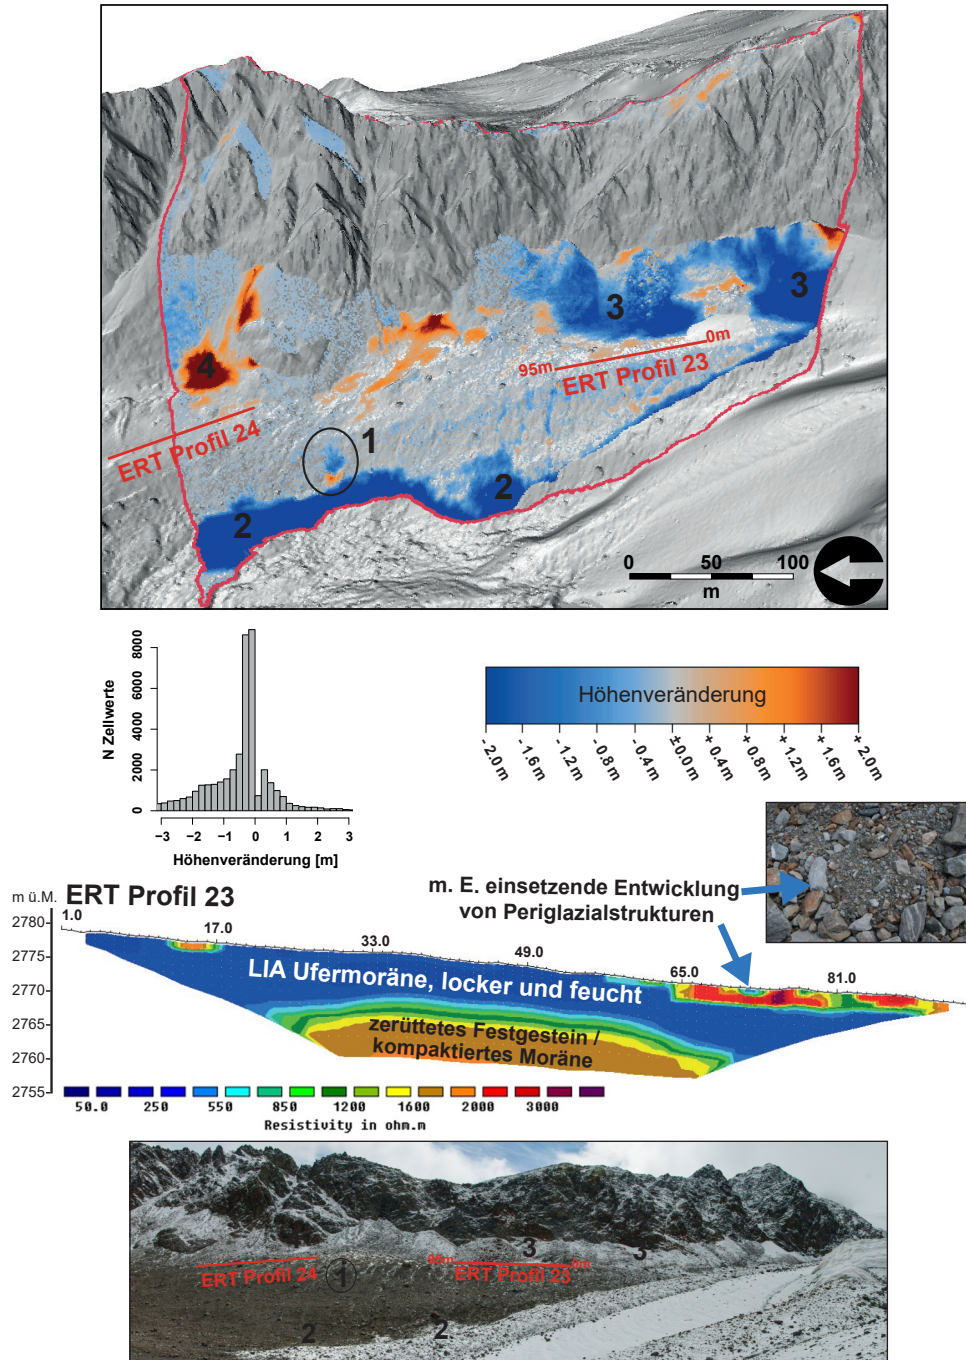 3
3
4
0m
95m
ERT Profil 23
1
ERT Profil 24
2
2
0 50 100
m
8000
6000
4000
2000
0
N Zellwerte
−3 −2 −1 0 1 2 3
Höhenveränderung [m]
Höhenveränderung
- 2.0 m
- 1.6 m
- 1.2 m
- 0.8 m
- 0.4 m
±0.0 m
+ 0.4 m
+ 0.8 m
+ 1.2 m
+ 1.6 m
+ 2.0 m
m. E. einsetzende Entwicklung
von Periglazialstrukturen
m ü.M. ERT Profil 23
2780
2775
2770
2765
2760
2755
1.0 17.0 33.0 49.0 65.0 81.0
LIA Ufermoräne, locker und feucht
zerüttetes Festgestein /
kompaktiertes Moräne
50.0 250 550 850 1200 1600 2000 3000
Resistivity in ohm.m
3
3
95m
0m
ERT Profil 24
1
ERT Profil 23
2
2